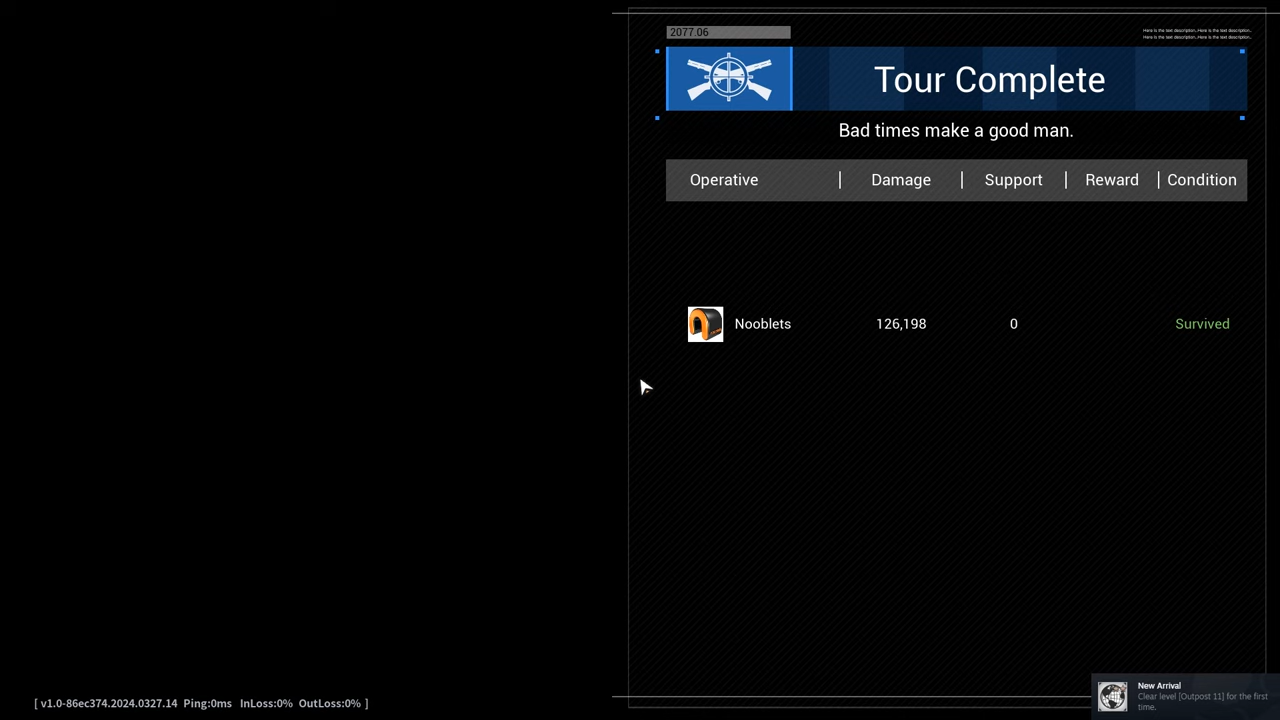 2077.06
Here is the text description. Here is the text description.
Here is the text description. Here is the text description.
Tour Complete
Bad times make a good man.
Operative | Damage | Support | Reward | Condition
Nooblets 126,198 0 Survived
[ v1.0-86ec374.2024.0327.14 Ping:0ms InLoss:0% OutLoss:0% ]
New Arrival
Clear level [Outpost 11] for the first
time.